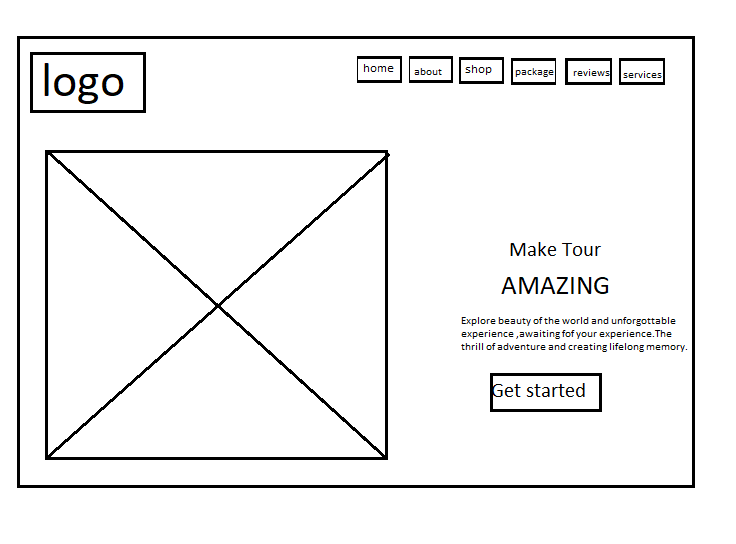 logo
home
about
shop
package
reviews
services
Make Tour
AMAZING
Explore beauty of the world and unforgottable
experience ,awaiting fof your experience.The
thrill of adventure and creating lifelong memory.
Get started